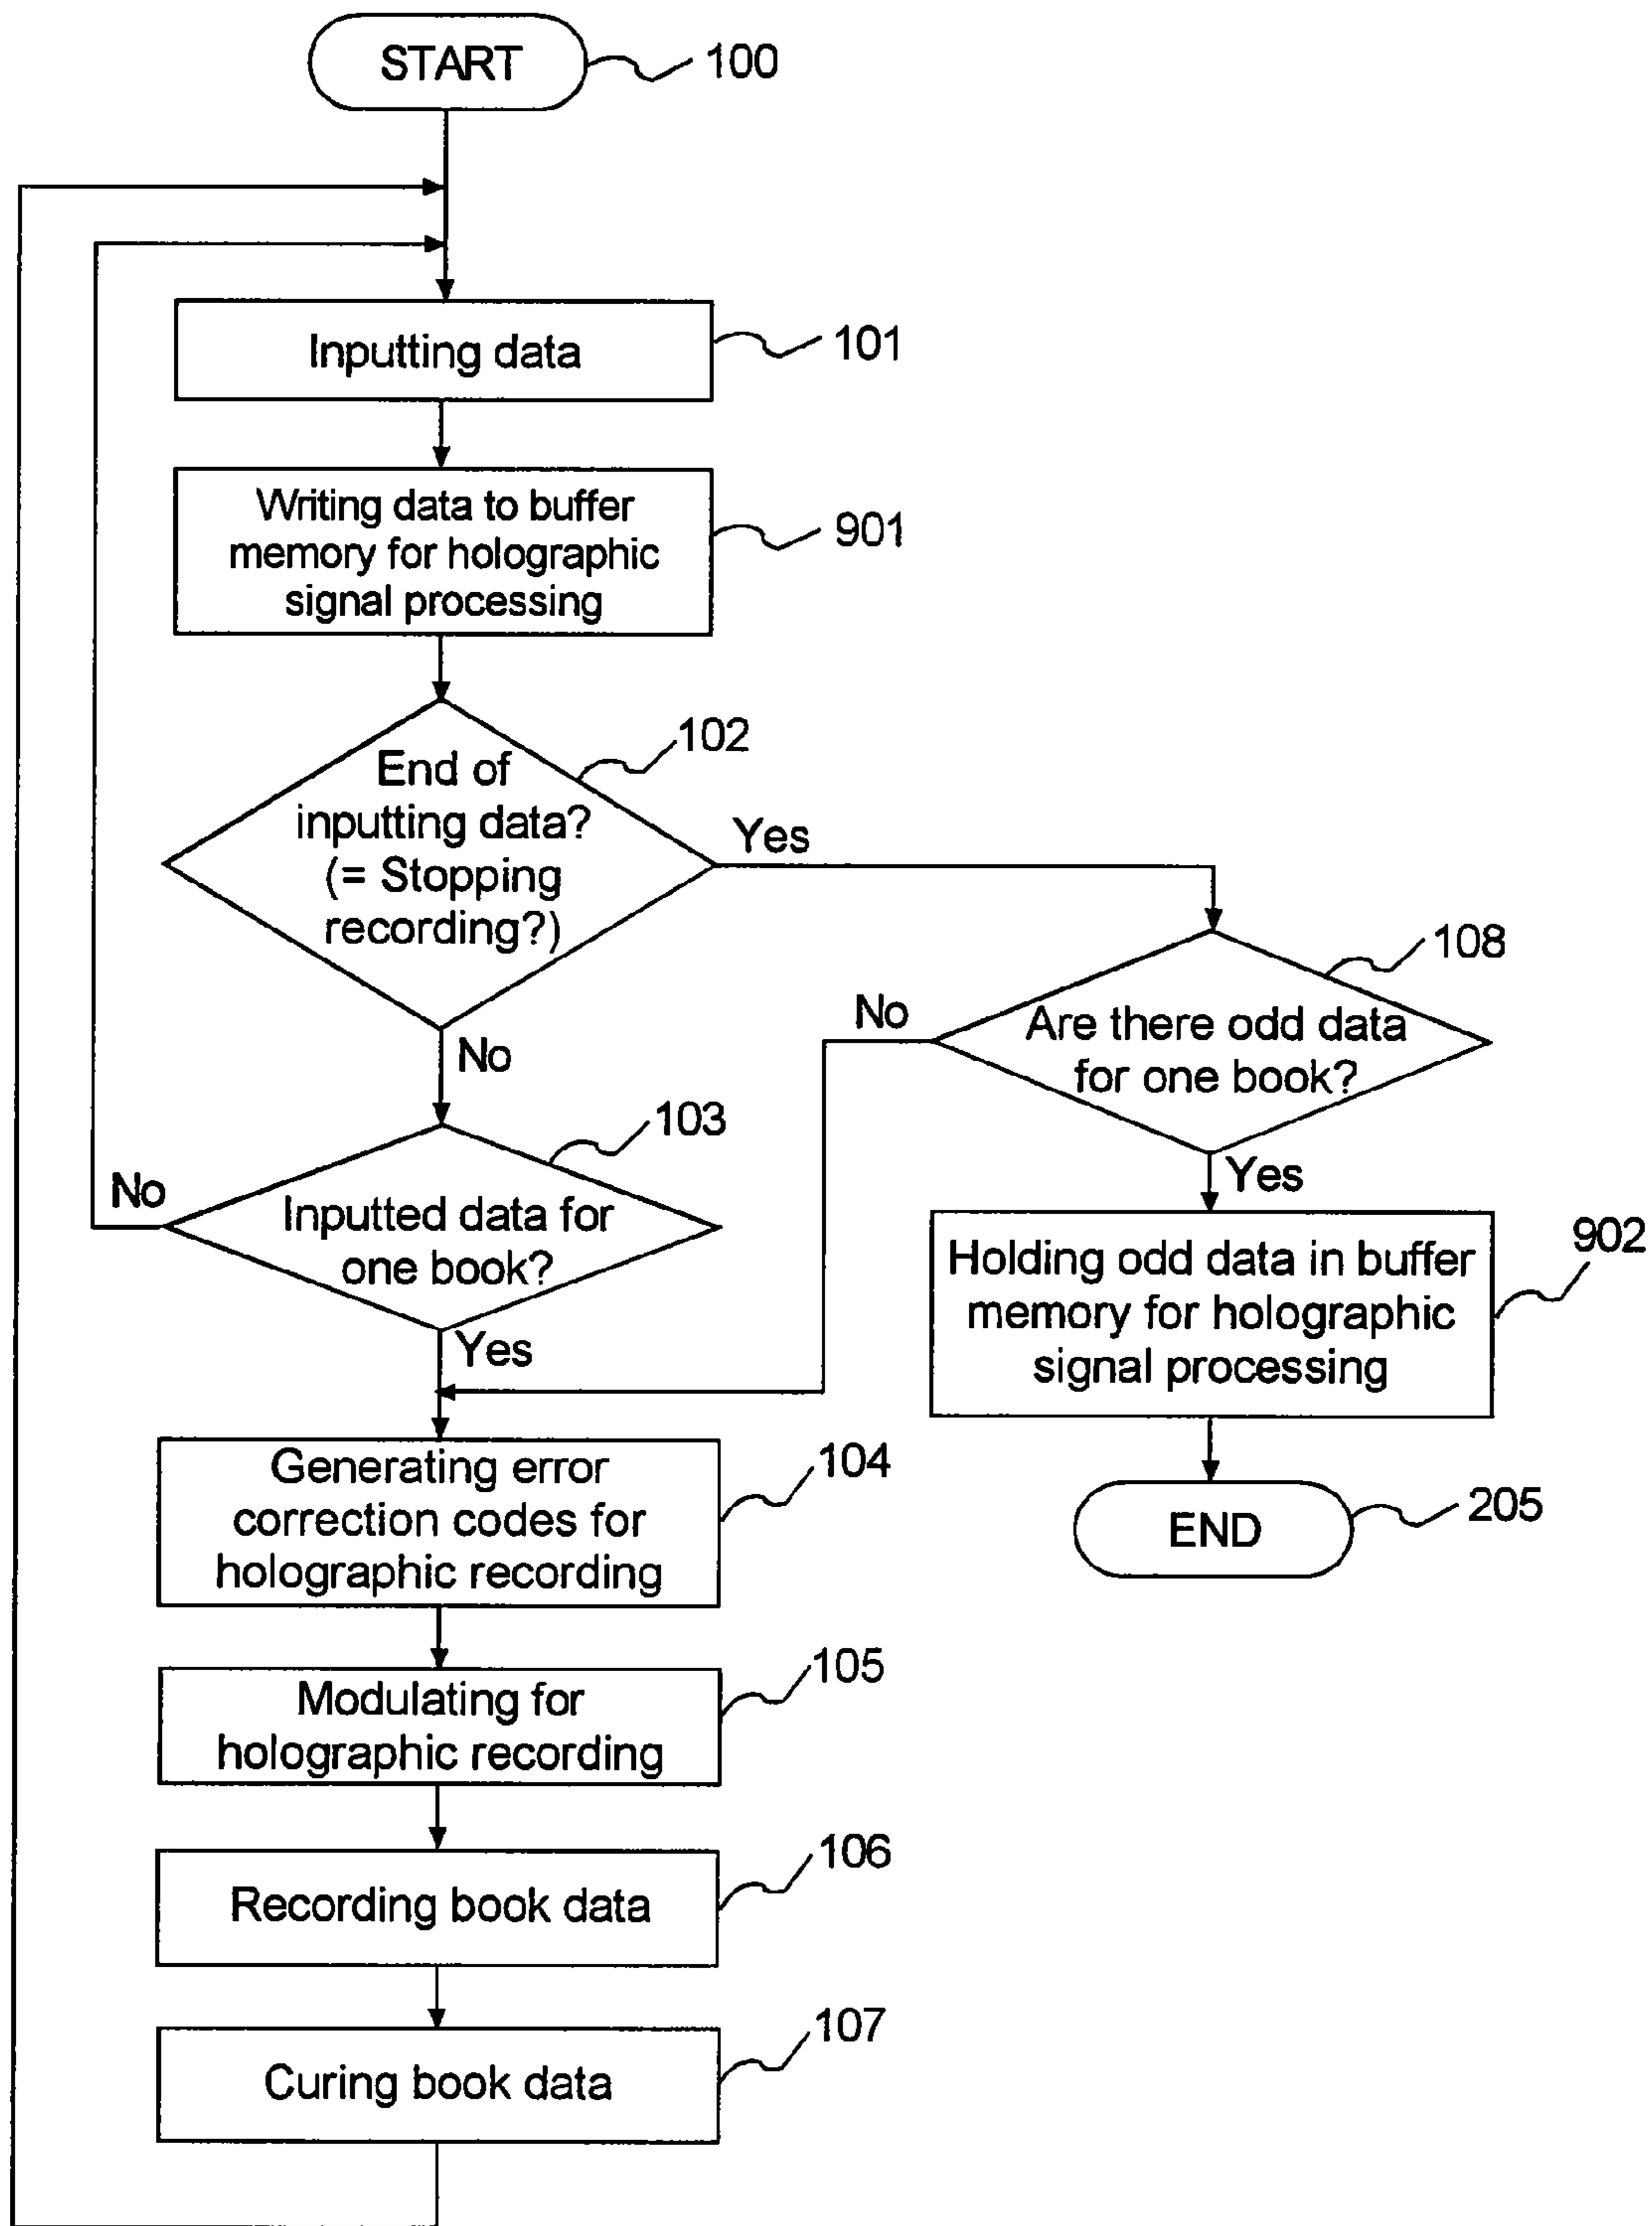 START
100
Inputting data
101
Writing data to buffer
memory for holographic
signal processing
901
End of
inputting data?
(= Stopping
recording?)
102
Yes
No
108
Are there odd data
for one book?
No
Yes
103
Inputted data for
one book?
No
Yes
Holding odd data in buffer
memory for holographic
signal processing
902
Generating error
correction codes for
holographic recording
104
END
205
Modulating for
holographic recording
105
Recording book data
106
Curing book data
107